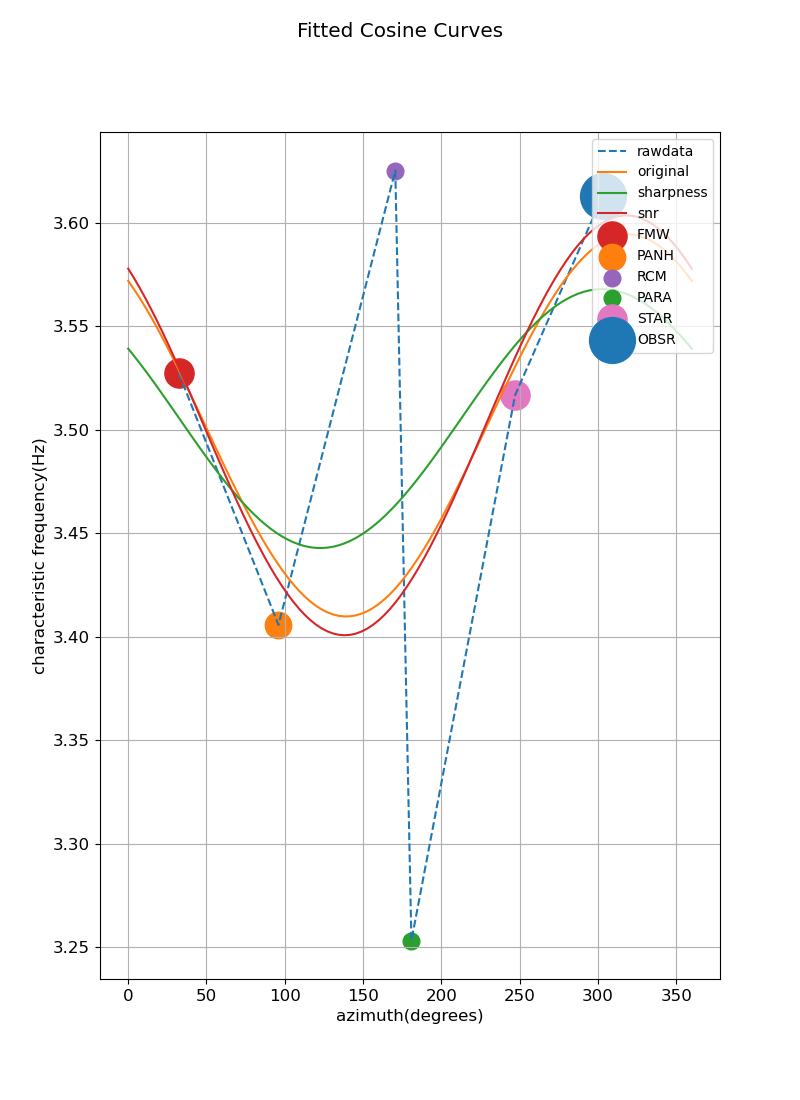 Fitted Cosine Curves
rawdata
original
sharpness
snr
FMW
PANH
RCM
PARA
STAR
OBSR
characteristic frequency(Hz)
3.60
3.55
3.50
3.45
3.40
3.35
3.30
3.25
0 50 100 150 200 250 300 350
azimuth(degrees)